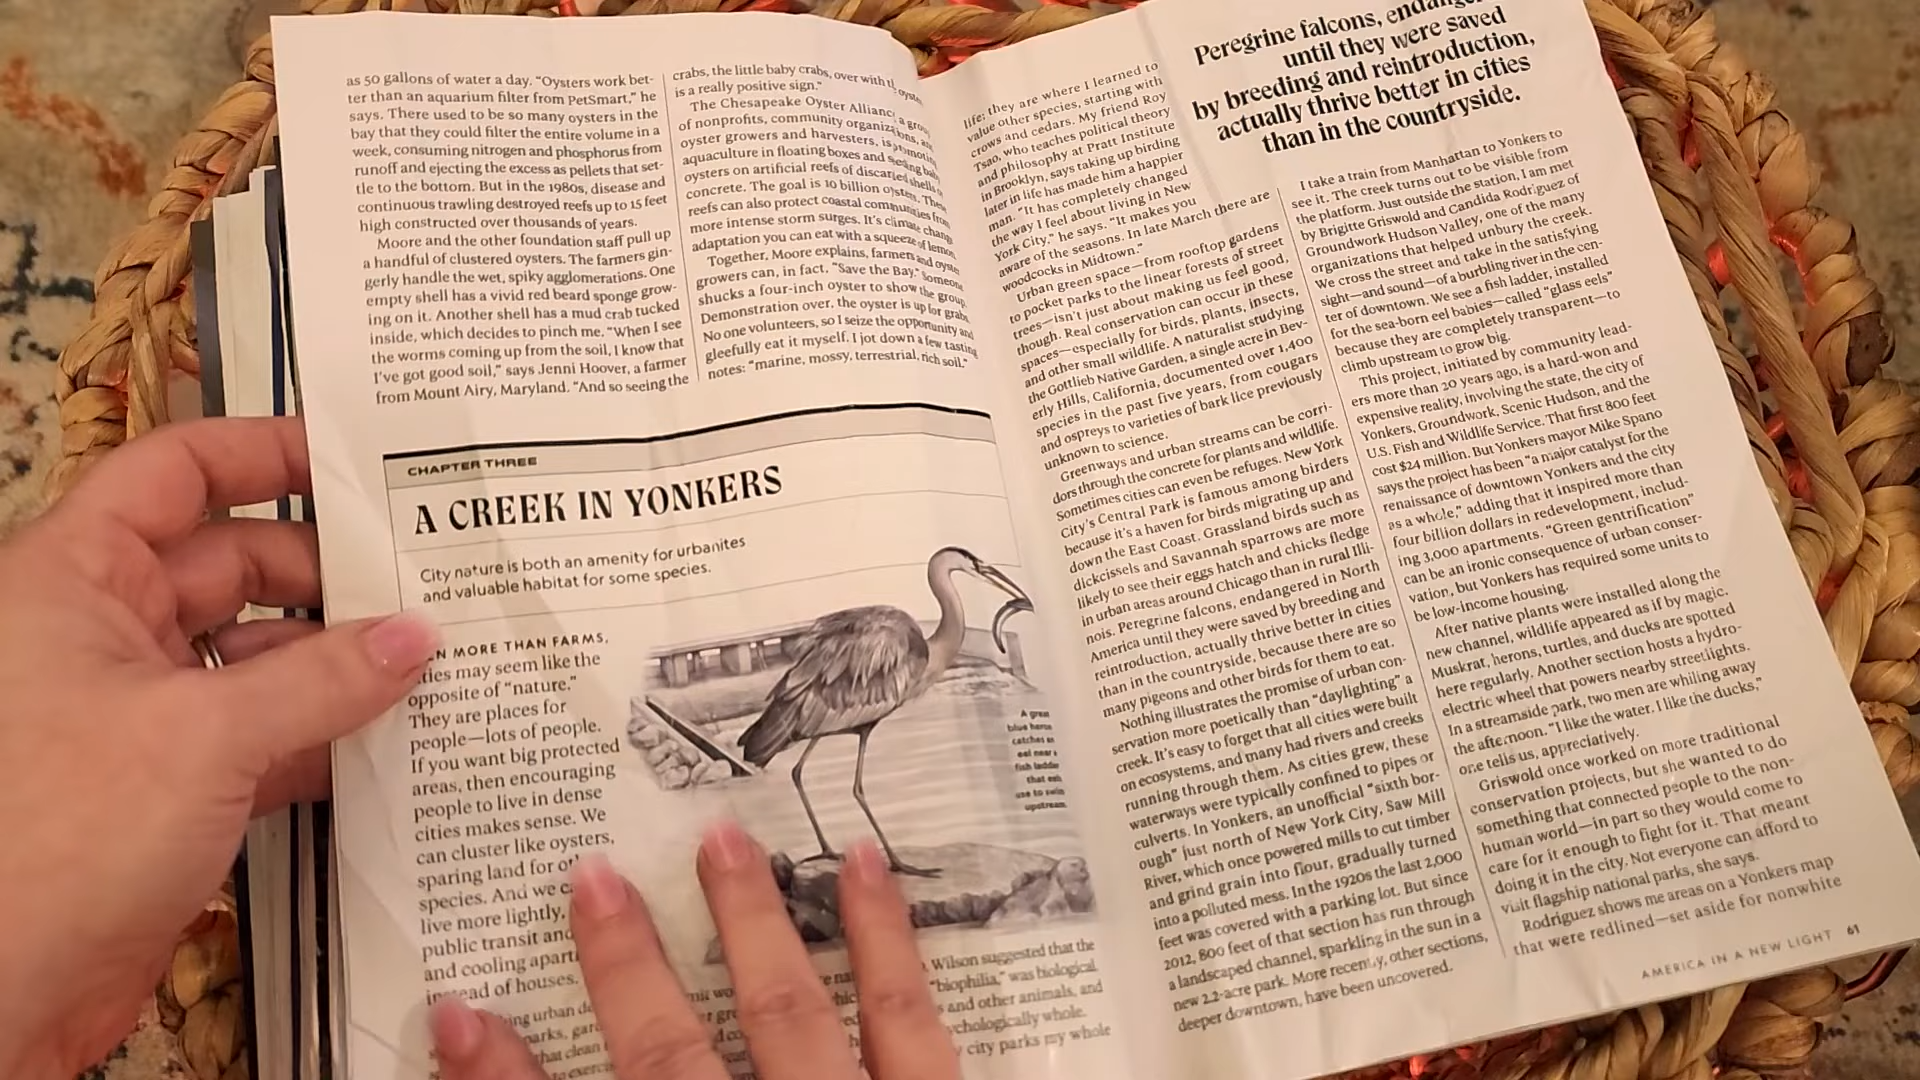 as 50 gallons of water a day. “Oysters work bet-
ter than an aquarium filter from PetSmart,” he
says. There used to be so many oysters in the
bay that they could filter the entire volume in a
week, consuming nitrogen and phosphorus from
runoff and ejecting the excess as pellets that set-
tle to the bottom. But in the 1980s, disease and
continuous trawling destroyed reefs up to 15 feet
high constructed over thousands of years.
Moore and the other foundation staff pull up
a handful of clustered oysters. The farmers gin-
gerly handle the wet, spiky agglomerations. One
empty shell has a vivid red beard sponge grow-
ing on it. Another shell has a mud crab tucked
inside, which decides to pinch me. “When I see
the worms coming up from the soil, I know that
I’ve got good soil,” says Jenni Hoover, a farmer
from Mount Airy, Maryland. “And so seeing the
crabs, the little baby crabs, over with the oysters
is a really positive sign.”
The Chesapeake Oyster Alliance, a group
of nonprofits, community organizations, and
oyster growers and harvesters, is promoting
aquaculture in floating boxes and seeding baby
oysters on artificial reefs of discarded shells or
concrete. The goal is 10 billion oysters. These
reefs can also protect coastal communities from
more intense storm surges. It’s climate change
adaptation you can eat with a squeeze of lemon.
Together, Moore explains, farmers and oyster
growers can, in fact, “Save the Bay.” Someone
shucks a four-inch oyster to show the group.
Demonstration over, the oyster is up for grabs.
No one volunteers, so I seize the opportunity and
gleefully eat it myself. I jot down a few tasting
notes: “marine, mossy, terrestrial, rich soil.”
CHAPTER THREE
A CREEK IN YONKERS
City nature is both an amenity for urbanites
and valuable habitat for some species.
MORE THAN FARMS,
may seem like the
opposite of “nature.”
They are places for
people—lots of people.
If you want big protected
areas, then encouraging
people to live in dense
cities makes sense. We
can cluster like oysters,
sparing land for
species. And we
live more lightly,
public transit and
and cooling
instead of houses.
urban
parks,
that clean
Wilson suggested that the
“biophilia,” was biological
and other animals, and
whole.
city parks my whole
A great
blue heron
catches an
eel near a
fish ladder
that eels
use to swim
upstream.
life: they are where I learned to
value other species, starting with
crows and cedars. My friend Roy
Tsao, who teaches political theory
and philosophy at Pratt Institute
in Brooklyn, says taking up birding
later in life has made him a happier
man. “It has completely changed
the way I feel about living in New
York City,” he says. “It makes you
aware of the seasons. In late March there are
woodcocks in Midtown.”
Urban green space—from rooftop gardens
to pocket parks to the linear forests of street
trees—isn’t just about making us feel good,
though. Real conservation can occur in these
spaces—especially for birds, plants, insects,
and other small wildlife. A naturalist studying
the Gottlieb Native Garden, a single acre in Bev-
erly Hills, California, documented over 1,400
species in the past five years, from cougars
and ospreys to varieties of bark lice previously
unknown to science.
Greenways and urban streams can be corri-
dors through the concrete for plants and wildlife.
Sometimes cities can even be refuges. New York
City’s Central Park is famous among birders
because it’s a haven for birds migrating up and
down the East Coast. Grassland birds such as
dickcissels and Savannah sparrows are more
likely to see their eggs hatch and chicks fledge
in urban areas around Chicago than in rural Illi-
nois. Peregrine falcons, endangered in North
America until they were saved by breeding and
reintroduction, actually thrive better in cities
than in the countryside, because there are so
many pigeons and other birds for them to eat.
Nothing illustrates the promise of urban con-
servation more poetically than “daylighting” a
creek. It’s easy to forget that all cities were built
on ecosystems, and many had rivers and creeks
running through them. As cities grew, these
waterways were typically confined to pipes or
culverts. In Yonkers, an unofficial “sixth bor-
ough” just north of New York City, Saw Mill
River, which once powered mills to cut timber
and grind grain into flour, gradually turned
into a polluted mess. In the 1920s the last 2,000
feet was covered with a parking lot. But since
2012, 800 feet of that section has run through
a landscaped channel, sparkling in the sun in a
new 2.2-acre park. More recently, other sections,
deeper downtown, have been uncovered.
Peregrine falcons,
until they were saved
by breeding and reintroduction,
actually thrive better in cities
than in the countryside.
I take a train from Manhattan to Yonkers to
see it. The creek turns out to be visible from
the platform. Just outside the station, I am met
by Brigitte Griswold and Candida Rodriguez of
Groundwork Hudson Valley, one of the many
organizations that helped unbury the creek.
We cross the street and take in the satisfying
sight—and sound—of a burbling river in the cen-
ter of downtown. We see a fish ladder, installed
for the sea-born eel babies—called “glass eels”
because they are completely transparent—to
climb upstream to grow big.
This project, initiated by community lead-
ers more than 20 years ago, is a hard-won and
expensive reality, involving the state, the city of
Yonkers, Groundwork, Scenic Hudson, and the
U.S. Fish and Wildlife Service. That first 800 feet
cost $24 million. But Yonkers mayor Mike Spano
says the project has been “a major catalyst for the
renaissance of downtown Yonkers and the city
as a whole,” adding that it inspired more than
four billion dollars in redevelopment, includ-
ing 3,000 apartments. “Green gentrification”
can be an ironic consequence of urban conser-
vation, but Yonkers has required some units to
be low-income housing.
After native plants were installed along the
new channel, wildlife appeared as if by magic.
Muskrat, herons, turtles, and ducks are spotted
here regularly. Another section hosts a hydro-
electric wheel that powers nearby streetlights.
In a streamside park, two men are whiling away
the afternoon. “I like the water. I like the ducks,”
one tells us, appreciatively.
Griswold once worked on more traditional
conservation projects, but she wanted to do
something that connected people to the non-
human world—in part so they would come to
care for it enough to fight for it. That meant
doing it in the city. Not everyone can afford to
visit flagship national parks, she says.
Rodriguez shows me areas on a Yonkers map
that were redlined—set aside for nonwhite
AMERICA IN A NEW LIGHT 61